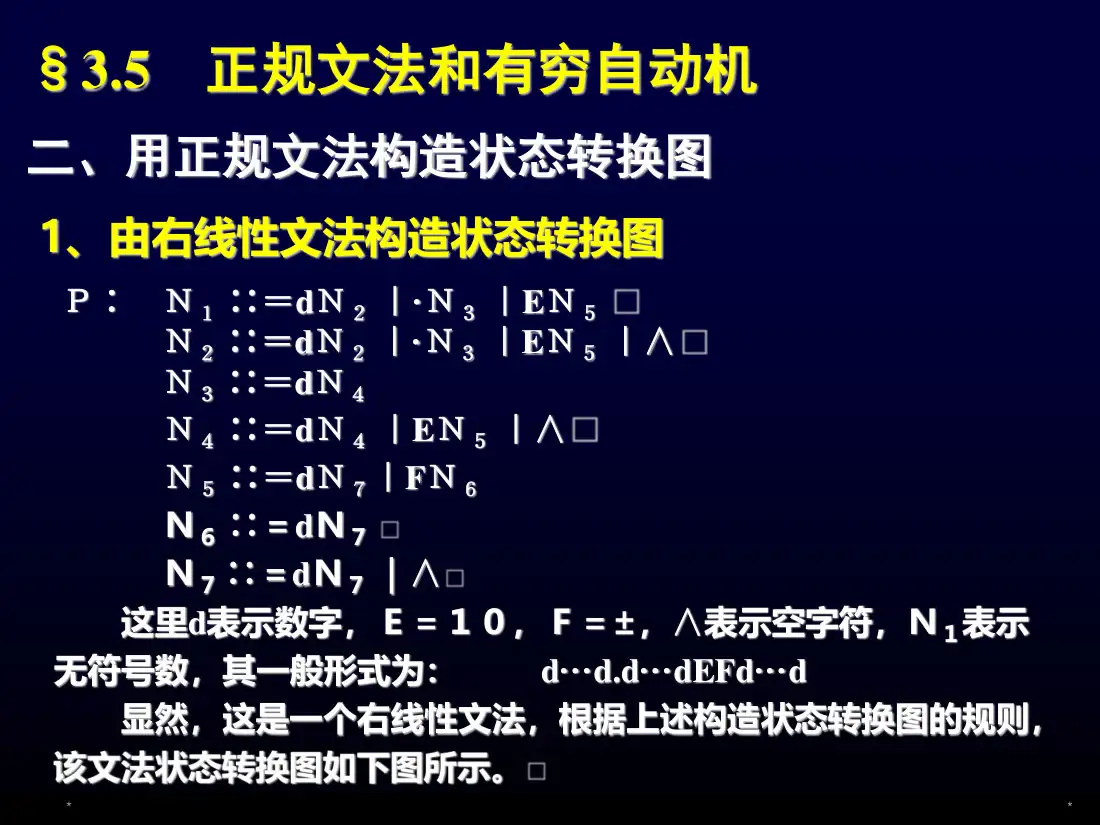 §3.5 正规文法和有穷自动机
二、用正规文法构造状态转换图
1、由右线性文法构造状态转换图
Ｐ： Ｎ₁∷＝dＮ₂｜·Ｎ₃｜EＮ₅ □
Ｎ₂∷＝dＮ₂｜·Ｎ₃｜EＮ₅｜∧□
Ｎ₃∷＝dＮ₄
Ｎ₄∷＝dＮ₄｜EＮ₅｜∧□
Ｎ₅∷＝dＮ₇｜FＮ₆
Ｎ₆∷＝dＮ₇ □
Ｎ₇∷＝dＮ₇｜∧□
这里d表示数字，Ｅ＝１０，Ｆ＝±，∧表示空字符，Ｎ₁表示
无符号数，其一般形式为： d…d.d…dEFd…d
显然，这是一个右线性文法，根据上述构造状态转换图的规则，
该文法状态转换图如下图所示。□
* *